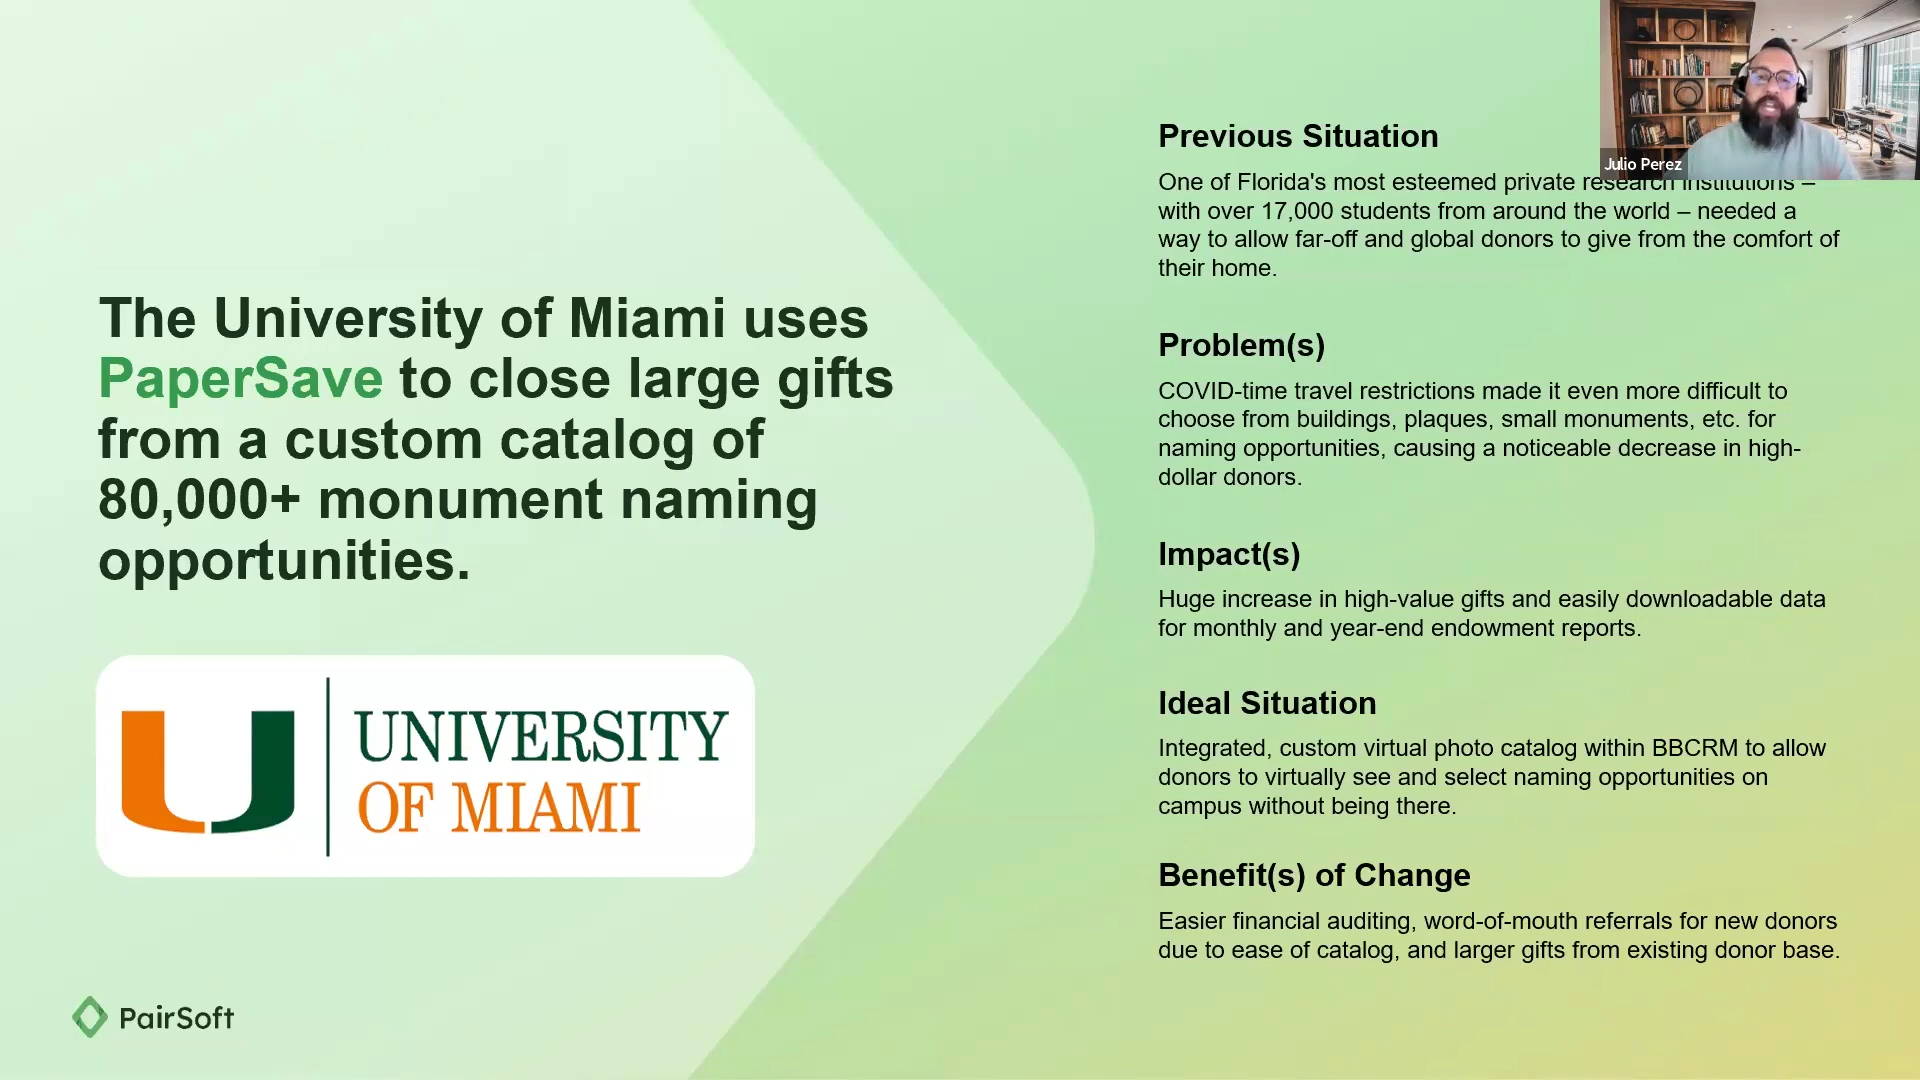 The University of Miami uses
PaperSave to close large gifts
from a custom catalog of
80,000+ monument naming
opportunities.
UNIVERSITY
OF MIAMI
PairSoft
Previous Situation
One of Florida's most esteemed private research institutions –
with over 17,000 students from around the world – needed a
way to allow far-off and global donors to give from the comfort of
their home.
Problem(s)
COVID-time travel restrictions made it even more difficult to
choose from buildings, plaques, small monuments, etc. for
naming opportunities, causing a noticeable decrease in high-
dollar donors.
Impact(s)
Huge increase in high-value gifts and easily downloadable data
for monthly and year-end endowment reports.
Ideal Situation
Integrated, custom virtual photo catalog within BBCRM to allow
donors to virtually see and select naming opportunities on
campus without being there.
Benefit(s) of Change
Easier financial auditing, word-of-mouth referrals for new donors
due to ease of catalog, and larger gifts from existing donor base.
Julio Perez